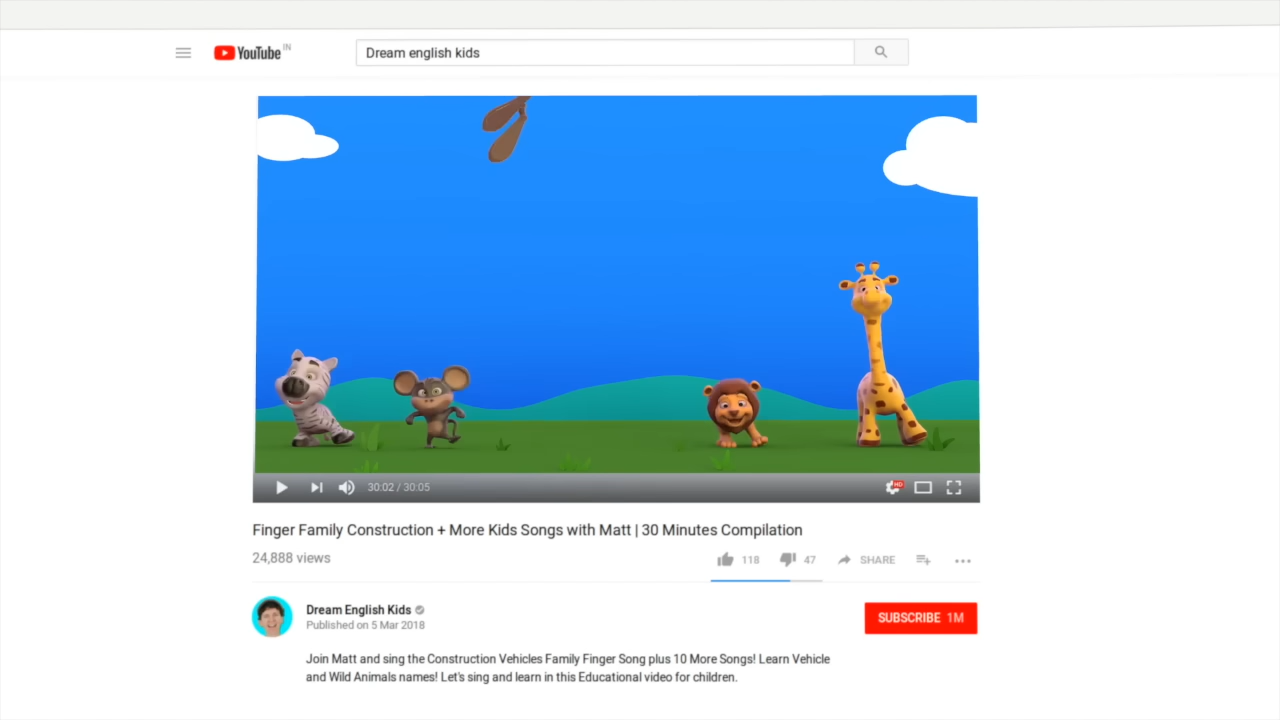 YouTube IN
Dream english kids
30:02 / 30:05
HD
Finger Family Construction + More Kids Songs with Matt | 30 Minutes Compilation
24,888 views
118 47 SHARE
Dream English Kids
Published on 5 Mar 2018
SUBSCRIBE 1M
Join Matt and sing the Construction Vehicles Family Finger Song plus 10 More Songs! Learn Vehicle
and Wild Animals names! Let's sing and learn in this Educational video for children.